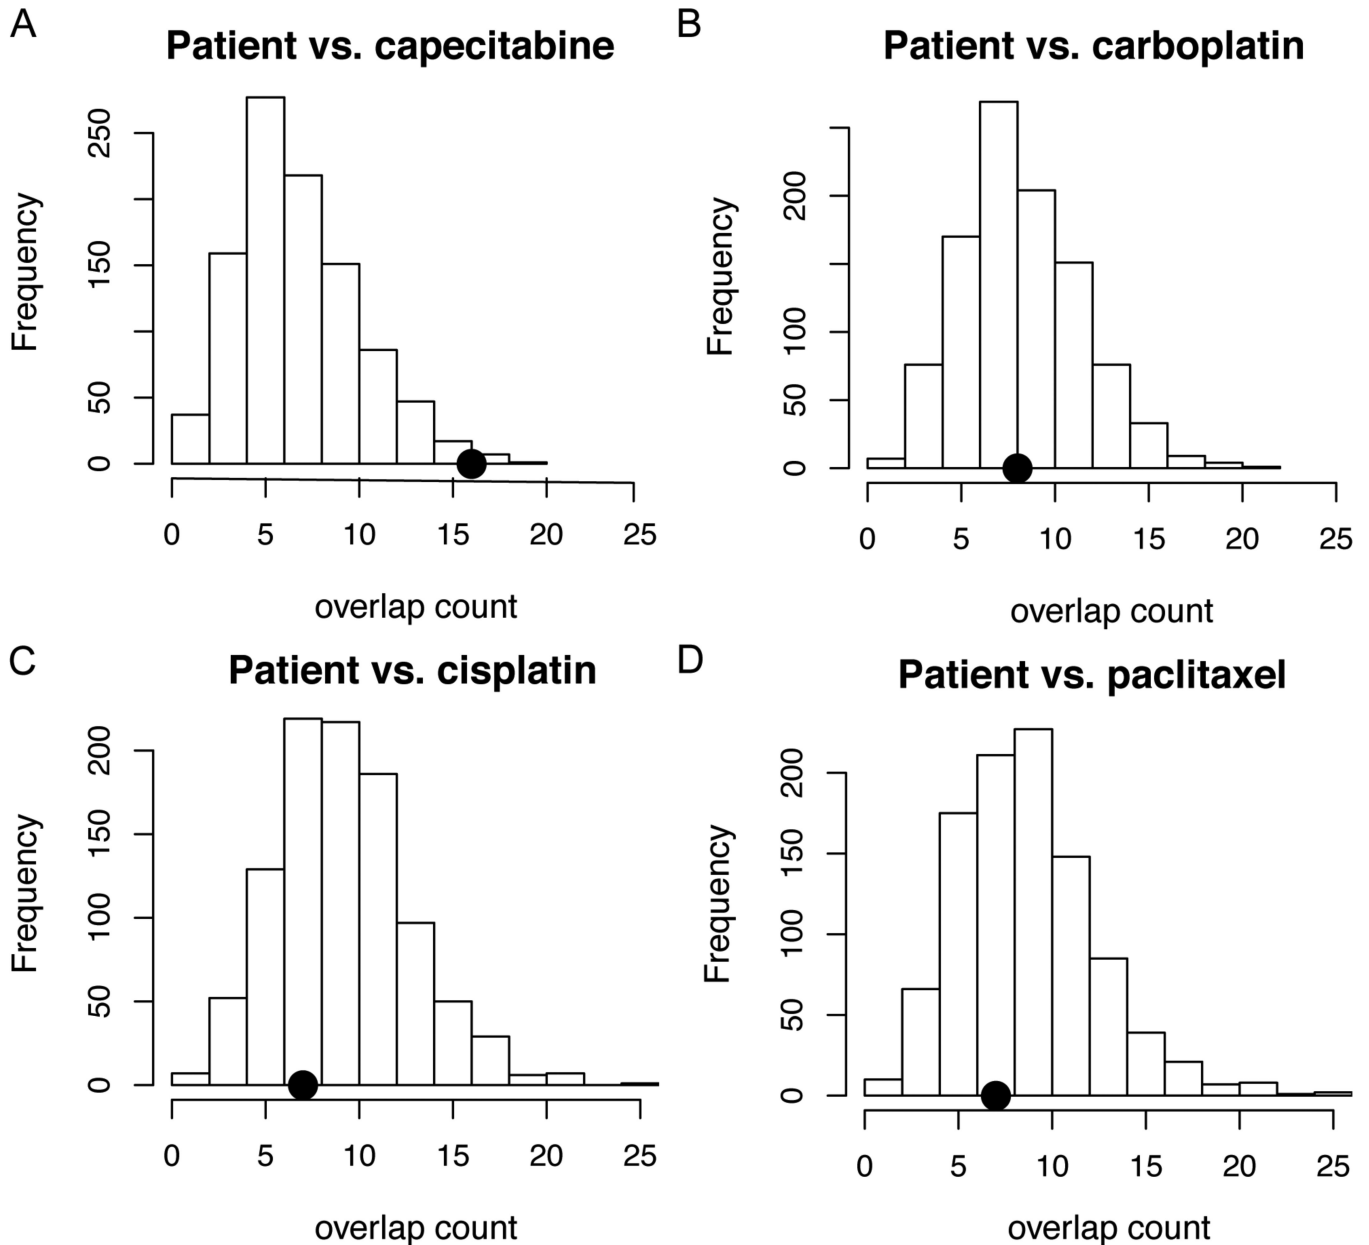 A
Patient vs. capecitabine
Frequency
250
150
50
0
0 5 10 15 20 25
overlap count
B
Patient vs. carboplatin
Frequency
200
100
50
0
0 5 10 15 20 25
overlap count
C
Patient vs. cisplatin
Frequency
200
150
100
50
0
0 5 10 15 20 25
overlap count
D
Patient vs. paclitaxel
Frequency
200
150
100
50
0
0 5 10 15 20 25
overlap count